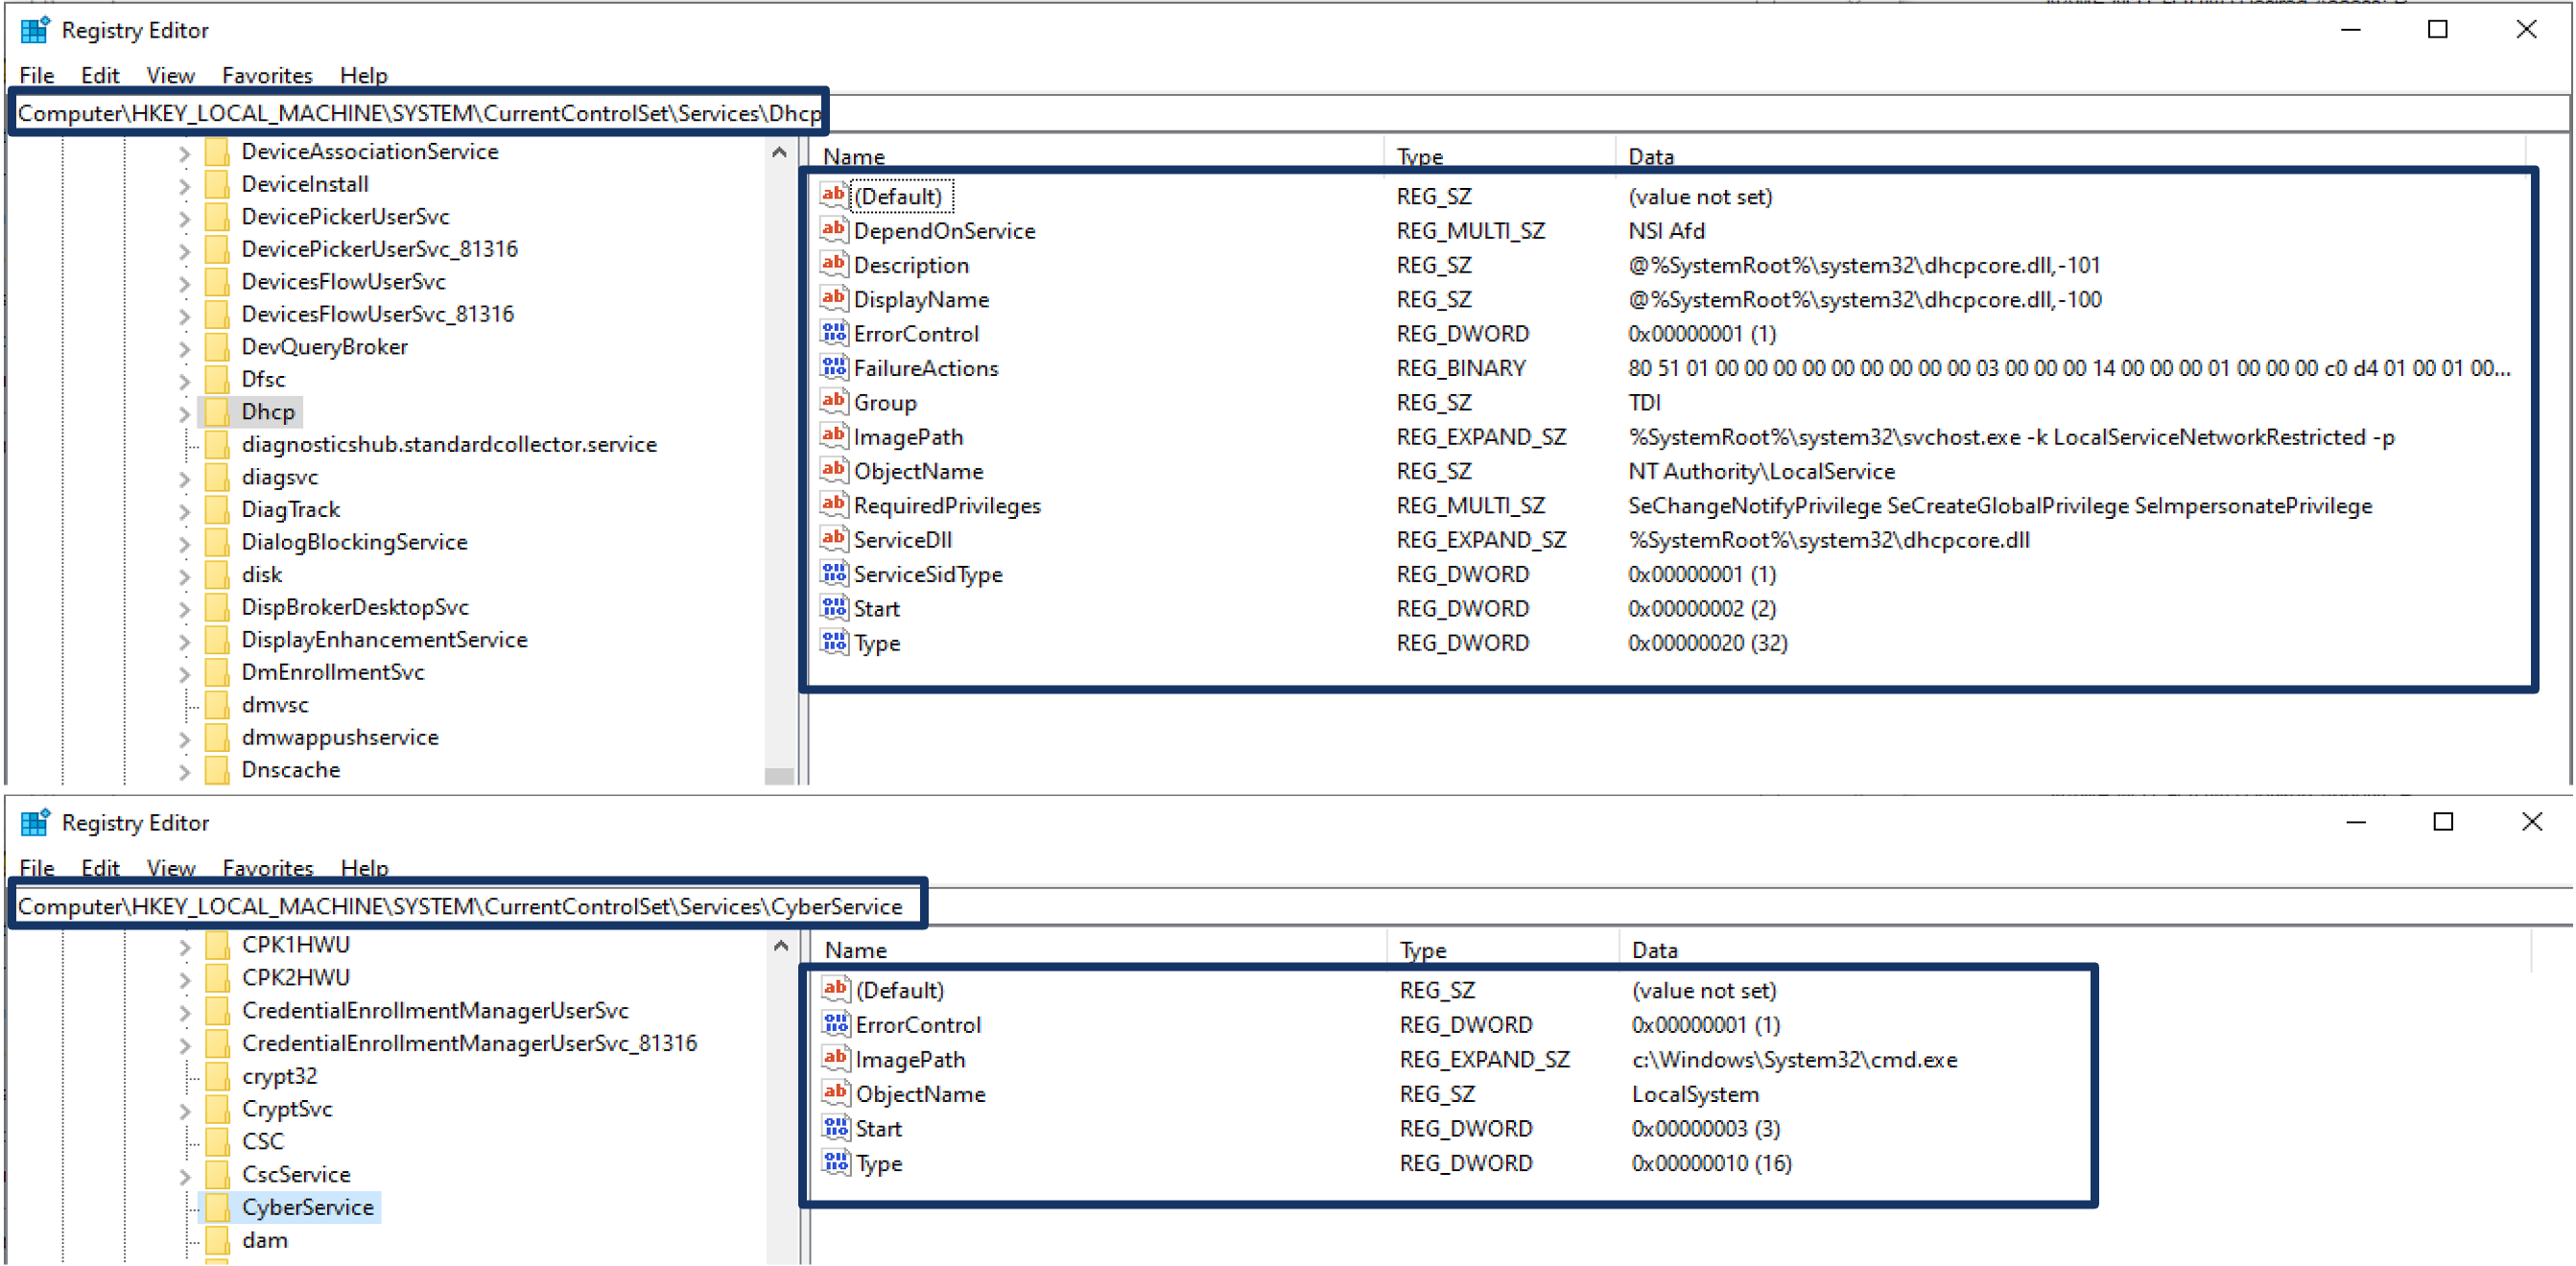 Registry Editor
File Edit View Favorites Help
Computer\HKEY_LOCAL_MACHINE\SYSTEM\CurrentControlSet\Services\Dhcp
DeviceAssociationService
DeviceInstall
DevicePickerUserSvc
DevicePickerUserSvc_81316
DevicesFlowUserSvc
DevicesFlowUserSvc_81316
DevQueryBroker
Dfsc
Dhcp
diagnosticshub.standardcollector.service
diagsvc
DiagTrack
DialogBlockingService
disk
DispBrokerDesktopSvc
DisplayEnhancementService
DmEnrollmentSvc
dmvsc
dmwappushservice
Dnscache
Name Type Data
(Default) REG_SZ (value not set)
DependOnService REG_MULTI_SZ NSI Afd
Description REG_SZ @%SystemRoot%\system32\dhcpcore.dll,-101
DisplayName REG_SZ @%SystemRoot%\system32\dhcpcore.dll,-100
ErrorControl REG_DWORD 0x00000001 (1)
FailureActions REG_BINARY 80 51 01 00 00 00 00 00 00 00 00 00 03 00 00 00 14 00 00 00 01 00 00 00 c0 d4 01 00 01 00...
Group REG_SZ TDI
ImagePath REG_EXPAND_SZ %SystemRoot%\system32\svchost.exe -k LocalServiceNetworkRestricted -p
ObjectName REG_SZ NT Authority\LocalService
RequiredPrivileges REG_MULTI_SZ SeChangeNotifyPrivilege SeCreateGlobalPrivilege SeImpersonatePrivilege
ServiceDll REG_EXPAND_SZ %SystemRoot%\system32\dhcpcore.dll
ServiceSidType REG_DWORD 0x00000001 (1)
Start REG_DWORD 0x00000002 (2)
Type REG_DWORD 0x00000020 (32)
Registry Editor
File Edit View Favorites Help
Computer\HKEY_LOCAL_MACHINE\SYSTEM\CurrentControlSet\Services\CyberService
CPK1HWU
CPK2HWU
CredentialEnrollmentManagerUserSvc
CredentialEnrollmentManagerUserSvc_81316
crypt32
CryptSvc
CSC
CscService
CyberService
dam
Name Type Data
(Default) REG_SZ (value not set)
ErrorControl REG_DWORD 0x00000001 (1)
ImagePath REG_EXPAND_SZ c:\Windows\System32\cmd.exe
ObjectName REG_SZ LocalSystem
Start REG_DWORD 0x00000003 (3)
Type REG_DWORD 0x00000010 (16)